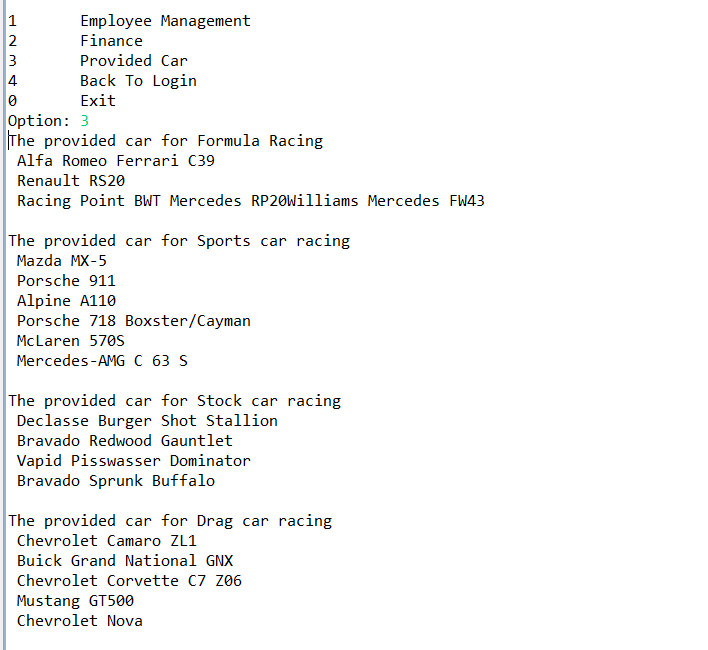 1 Employee Management
2 Finance
3 Provided Car
4 Back To Login
0 Exit
Option: 3
The provided car for Formula Racing
Alfa Romeo Ferrari C39
Renault RS20
Racing Point BWT Mercedes RP20Williams Mercedes FW43
The provided car for Sports car racing
Mazda MX-5
Porsche 911
Alpine A110
Porsche 718 Boxster/Cayman
McLaren 570S
Mercedes-AMG C 63 S
The provided car for Stock car racing
Declasse Burger Shot Stallion
Bravado Redwood Gauntlet
Vapid Pisswasser Dominator
Bravado Sprunk Buffalo
The provided car for Drag car racing
Chevrolet Camaro ZL1
Buick Grand National GNX
Chevrolet Corvette C7 Z06
Mustang GT500
Chevrolet Nova